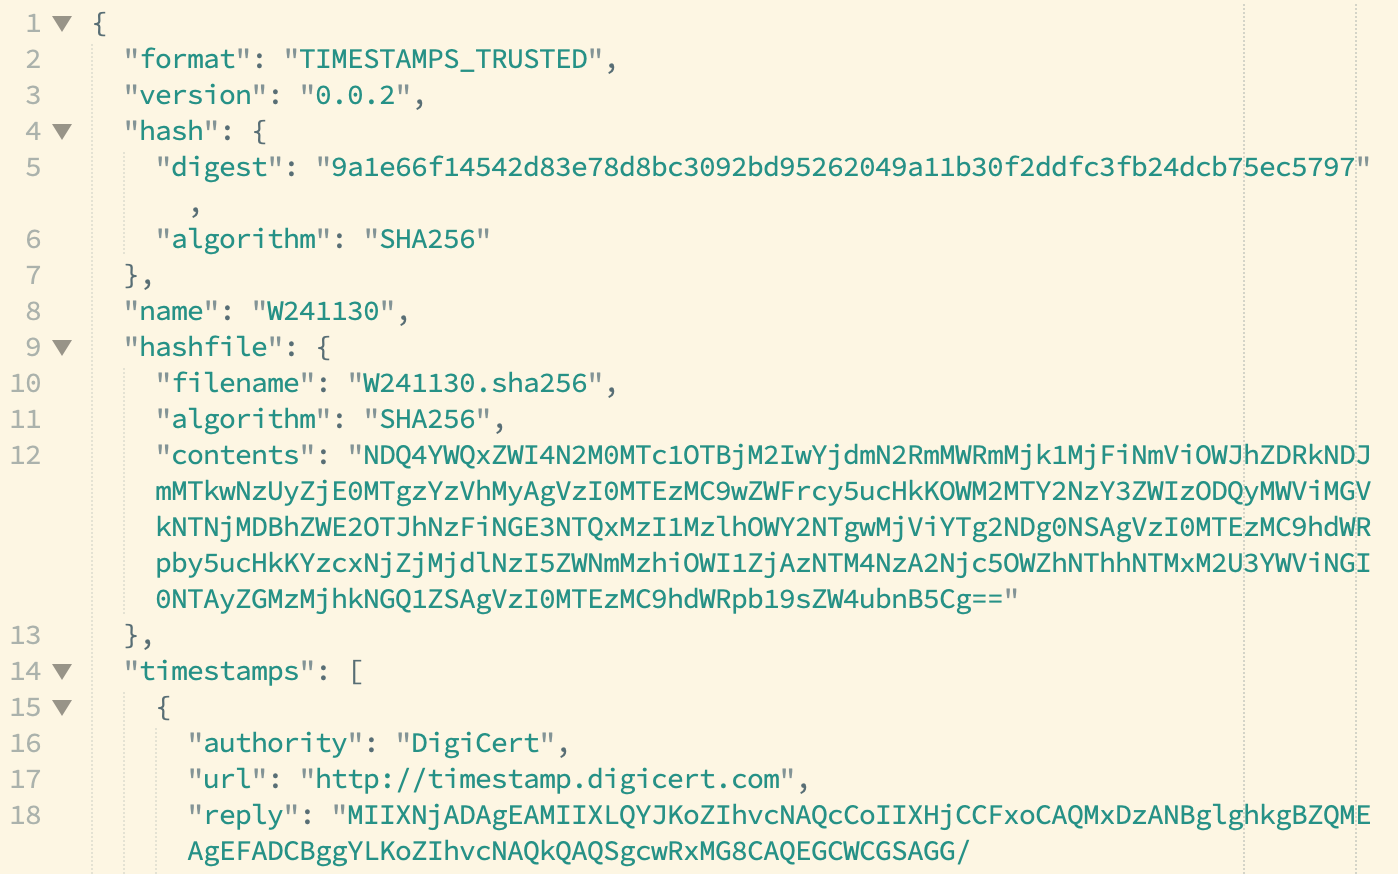 1 ▼ {
2 "format": "TIMESTAMPS_TRUSTED",
3 "version": "0.0.2",
4 ▼ "hash": {
5 "digest": "9a1e66f14542d83e78d8bc3092bd95262049a11b30f2ddfc3fb24dcb75ec5797"
,
6 "algorithm": "SHA256"
7 },
8 "name": "W241130",
9 ▼ "hashfile": {
10 "filename": "W241130.sha256",
11 "algorithm": "SHA256",
12 "contents": "NDQ4YWQxZWI4N2M0MTc1OTBjM2IwYjdmN2RmMWRmMjk1MjFiNmViOWJhZDRkNDJ
mMTkwNzUyZjE0MTgzYzVhMyAgVzI0MTEzMC9wZWFrcy5ucHkKOWM2MTY2NzY3ZWIzODQyMWViMGV
kNTNjMDBhZWE2OTJhNzFiNGE3NTQxMzI1MzlhOWY2NTgwMjViYTg2NDg0NSAgVzI0MTEzMC9hdWR
pby5ucHkKYzcxNjZjMjdlNzI5ZWNmMzhiOWI1ZjAzNTM4NzA2Njc5OWZhNThhNTMxM2U3YWViNGI
0NTAyZGMzMjhkNGQ1ZSAgVzI0MTEzMC9hdWRpb19sZW4ubnB5Cg=="
13 },
14 ▼ "timestamps": [
15 ▼ {
16 "authority": "DigiCert",
17 "url": "http://timestamp.digicert.com",
18 "reply": "MIIXNjADAgEAMIIXLQYJKoZIhvcNAQcCoIIXHjCCFxoCAQMxDzANBglghkgBZQME
AgEFADCBggYLKoZIhvcNAQkQAQSgcwRxMG8CAQEGCWCGSAGG/